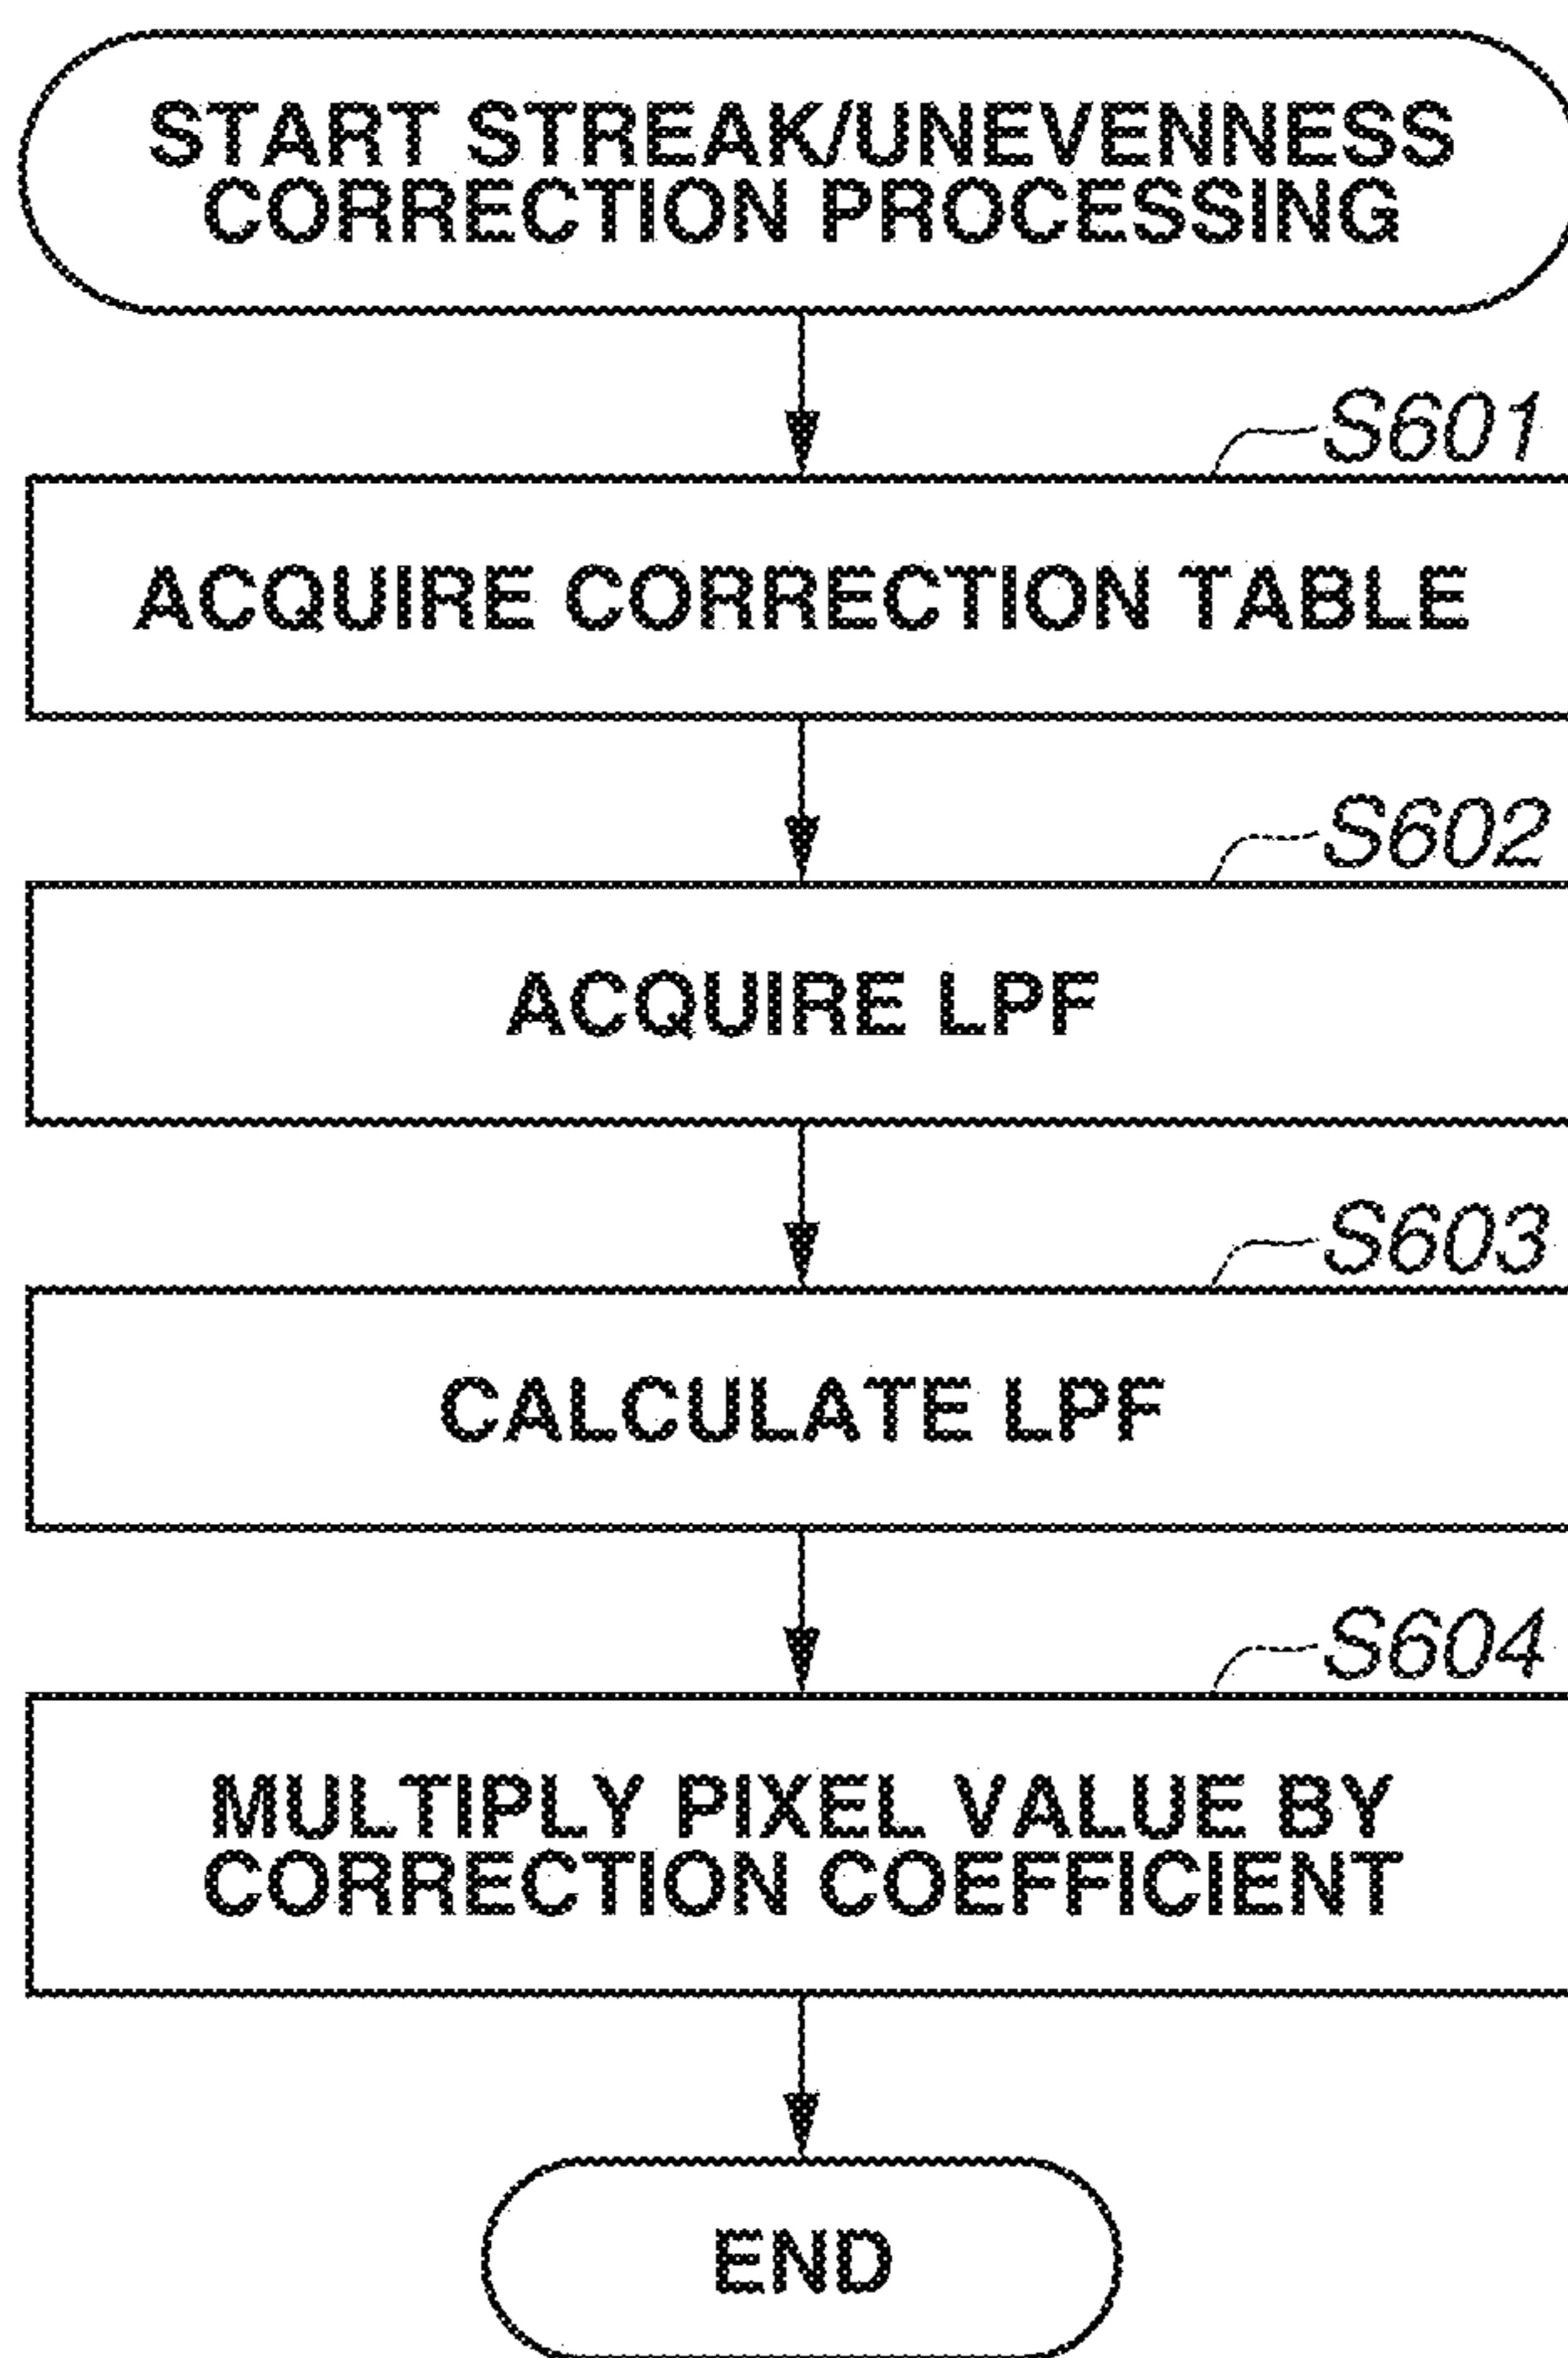 START STREAK/UNEVENNESS
CORRECTION PROCESSING
S601
ACQUIRE CORRECTION TABLE
S602
ACQUIRE LPF
S603
CALCULATE LPF
S604
MULTIPLY PIXEL VALUE BY
CORRECTION COEFFICIENT
END